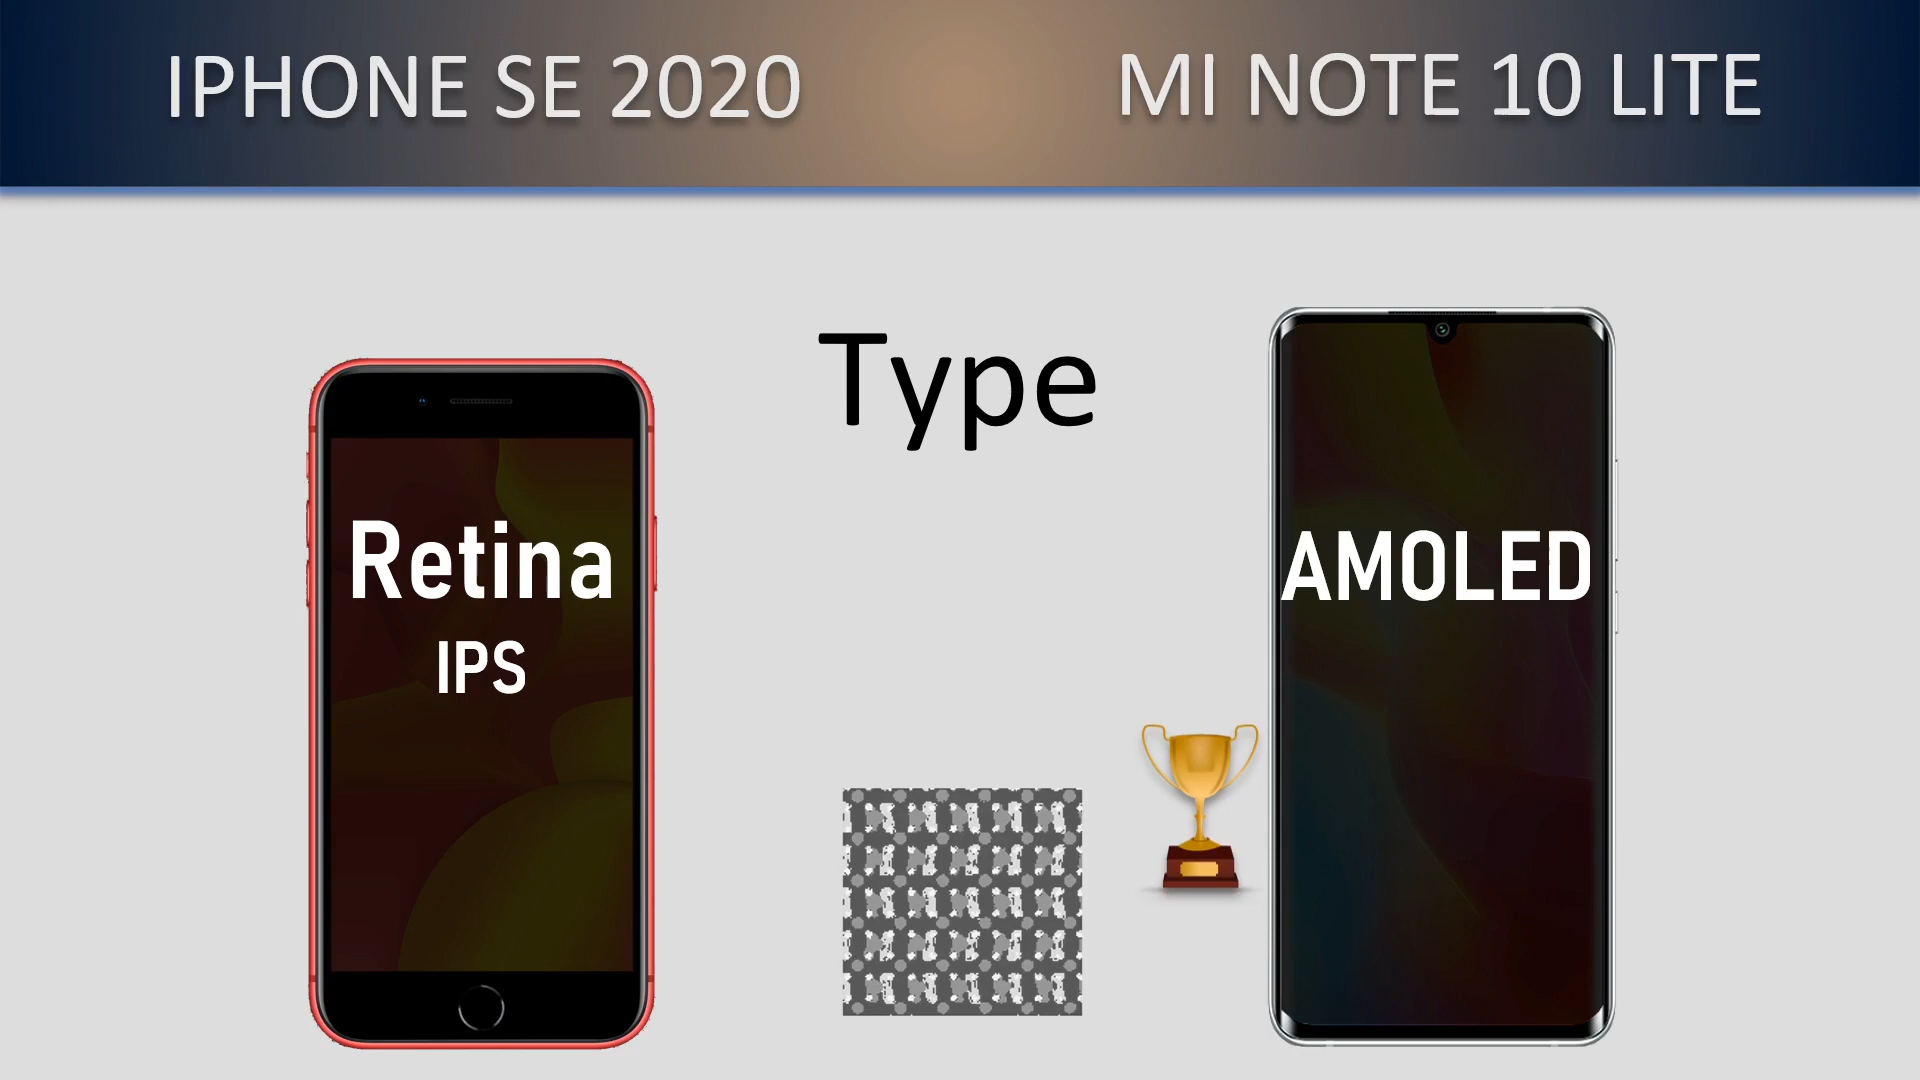 IPHONE SE 2020
MI NOTE 10 LITE
Type
Retina
IPS
AMOLED